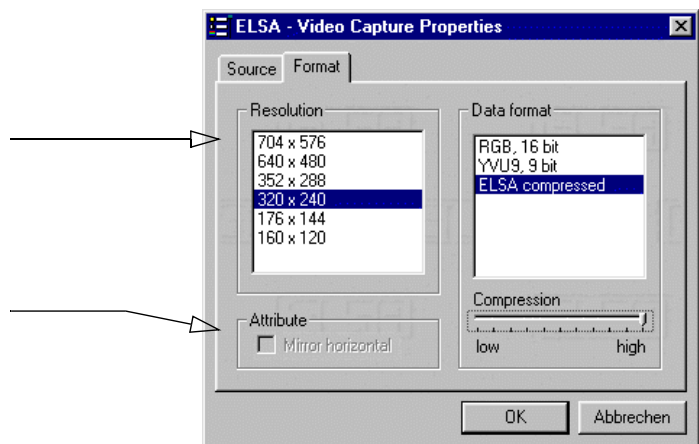 ELSA - Video Capture Properties
Source
Format
Resolution
704 x 576
640 x 480
352 x 288
320 x 240
176 x 144
160 x 120
Attribute
Mirror horizontal
Data format
RGB, 16 bit
YVU9, 9 bit
ELSA compressed
Compression
low
high
OK
Abbrechen